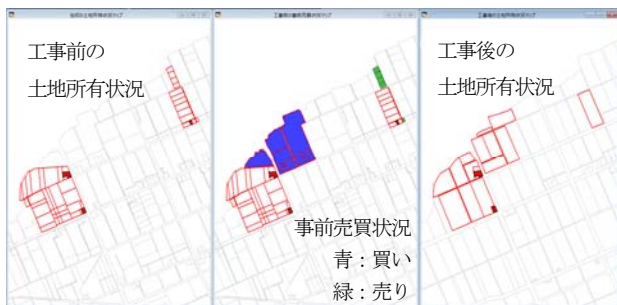 工事前の
土地所有状況
事前売買状況
青：買い
緑：売り
工事後の
土地所有状況